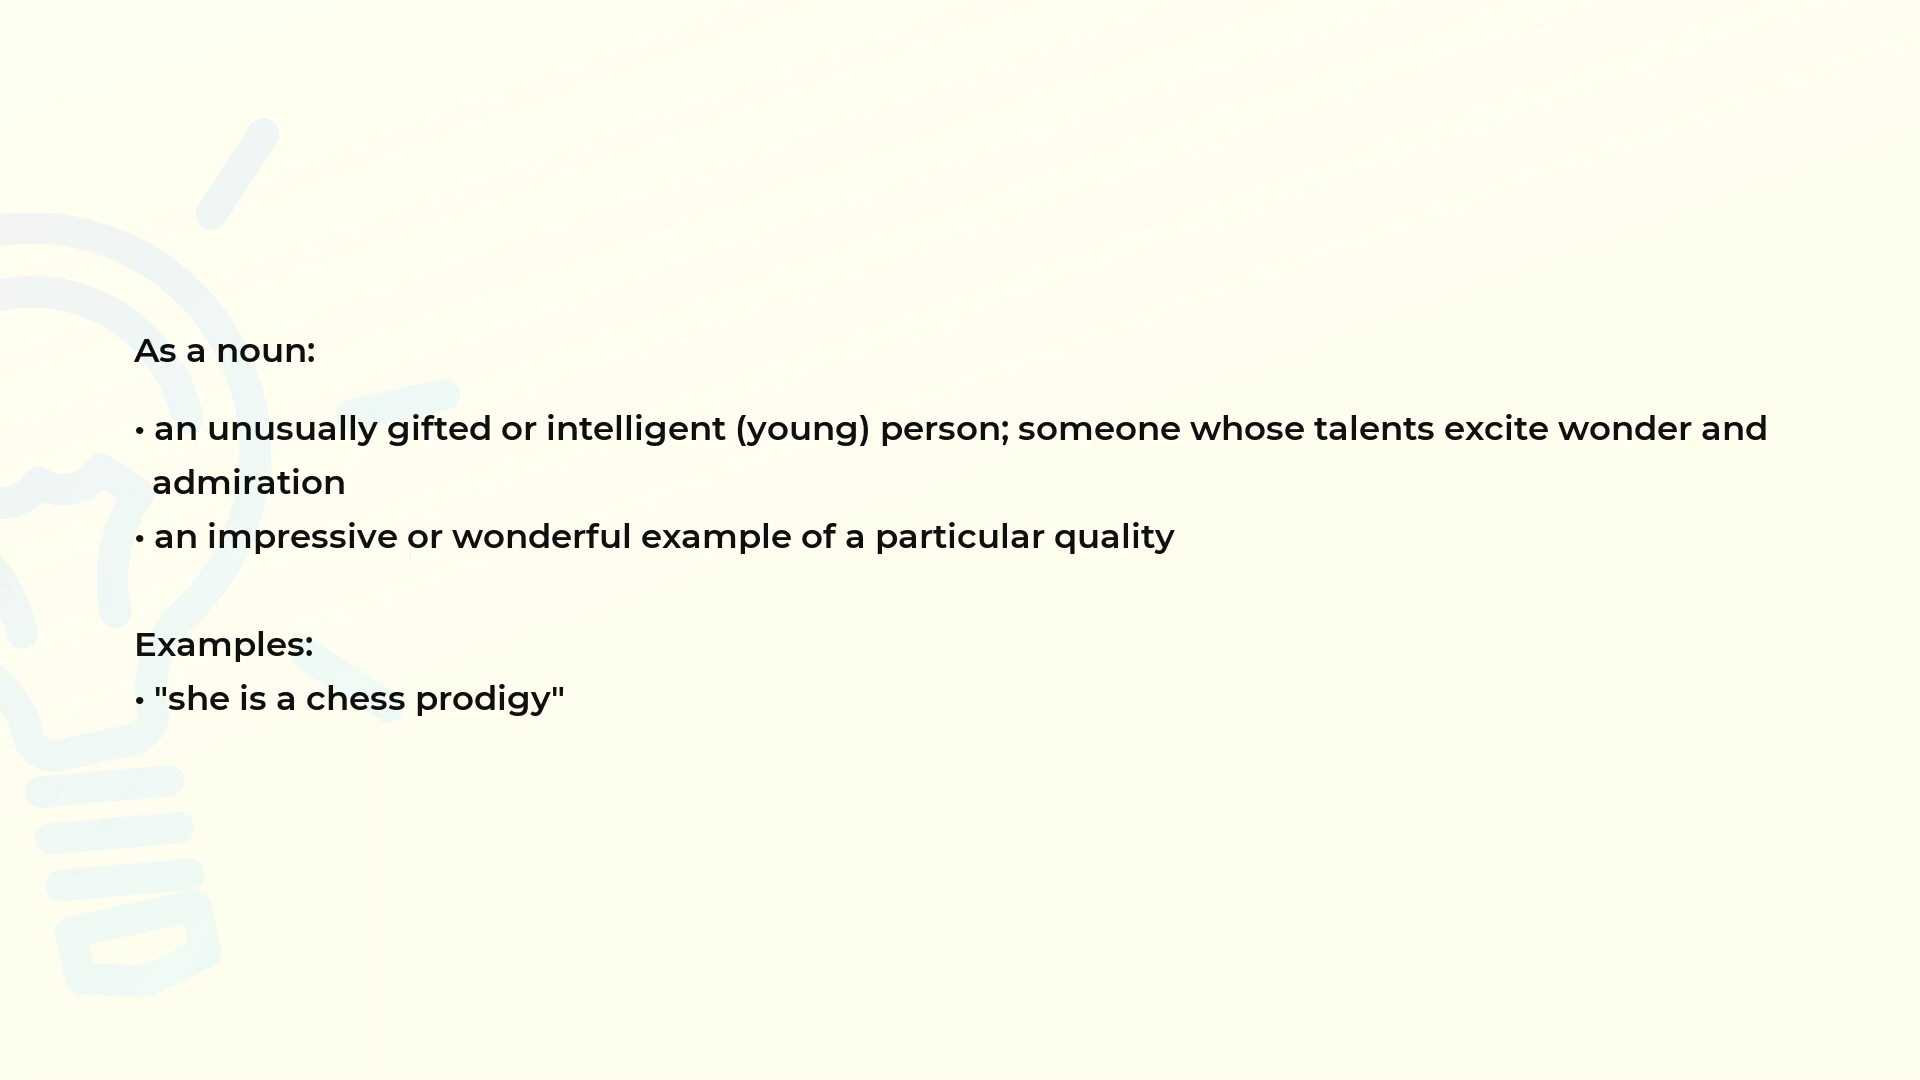 As a noun:
• an unusually gifted or intelligent (young) person; someone whose talents excite wonder and
admiration
• an impressive or wonderful example of a particular quality
Examples:
• "she is a chess prodigy"